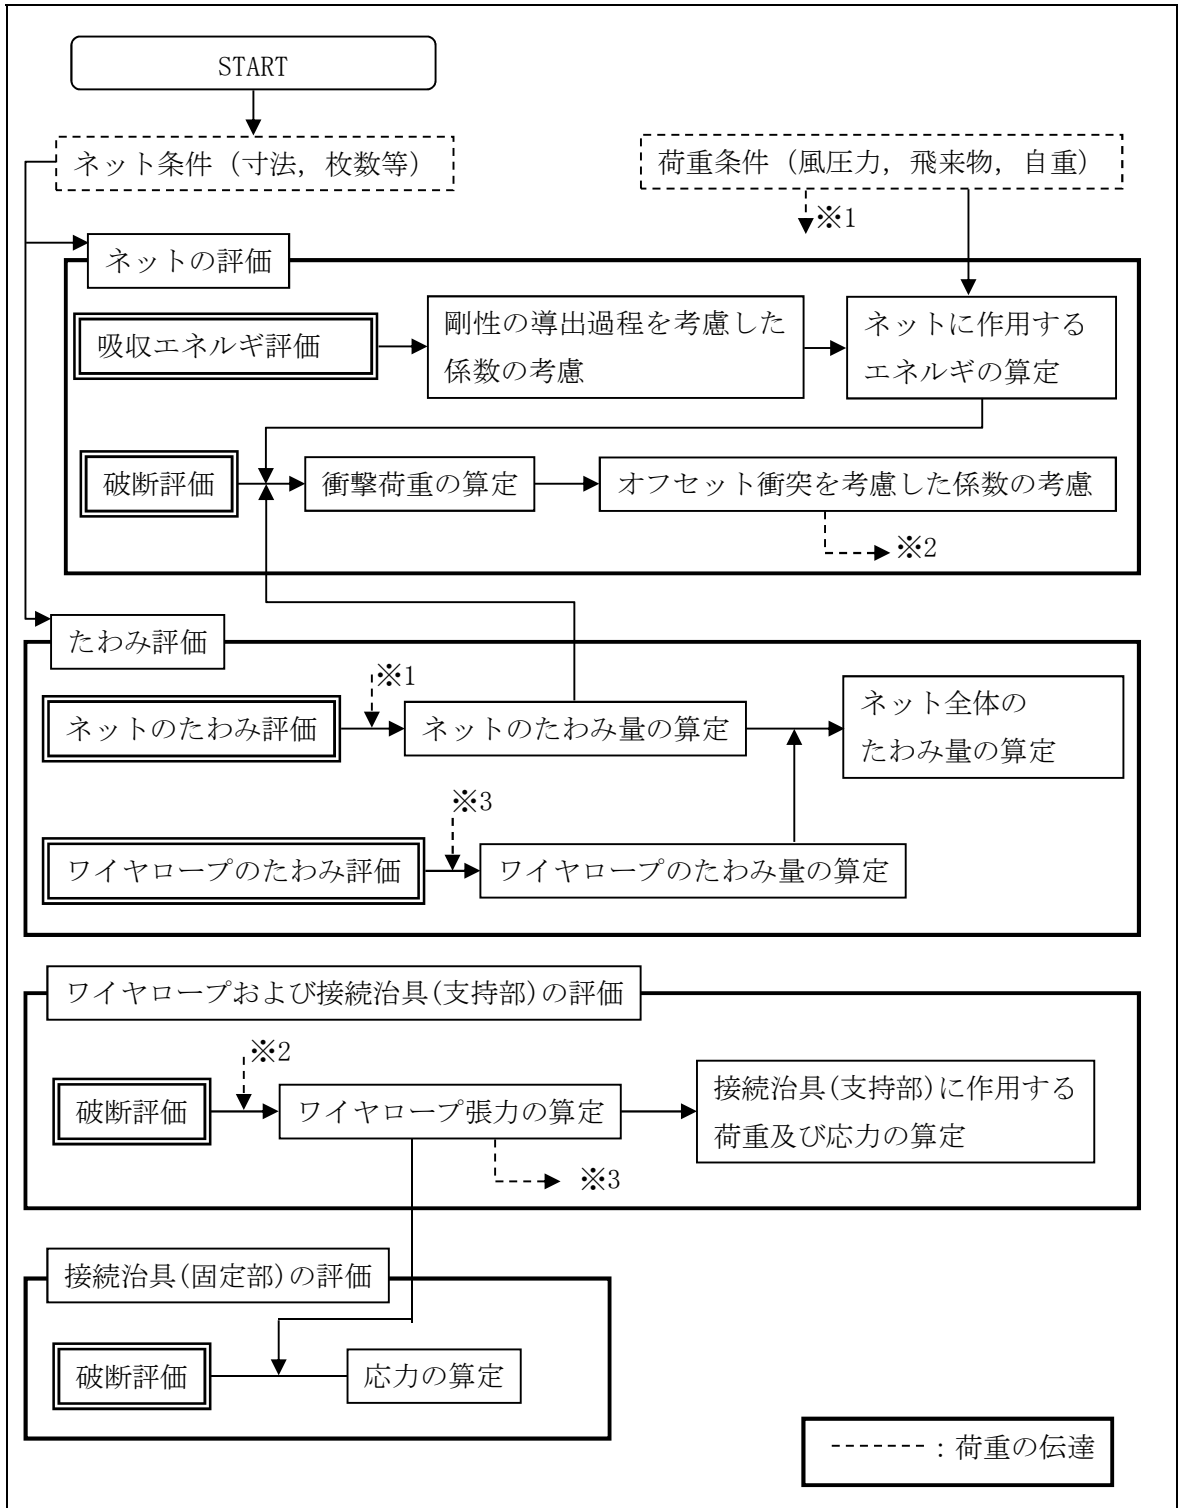 START
ネット条件（寸法，枚数等）
荷重条件（風圧力，飛来物，自重）
※1
ネットの評価
吸収エネルギ評価
剛性の導出過程を考慮した
係数の考慮
ネットに作用する
エネルギの算定
破断評価
衝撃荷重の算定
オフセット衝突を考慮した係数の考慮
※2
たわみ評価
※1
ネットのたわみ評価
ネットのたわみ量の算定
ネット全体の
たわみ量の算定
※3
ワイヤロープのたわみ評価
ワイヤロープのたわみ量の算定
ワイヤロープおよび接続治具(支持部)の評価
※2
破断評価
ワイヤロープ張力の算定
接続治具(支持部)に作用する
荷重及び応力の算定
※3
接続治具(固定部)の評価
破断評価
応力の算定
：荷重の伝達